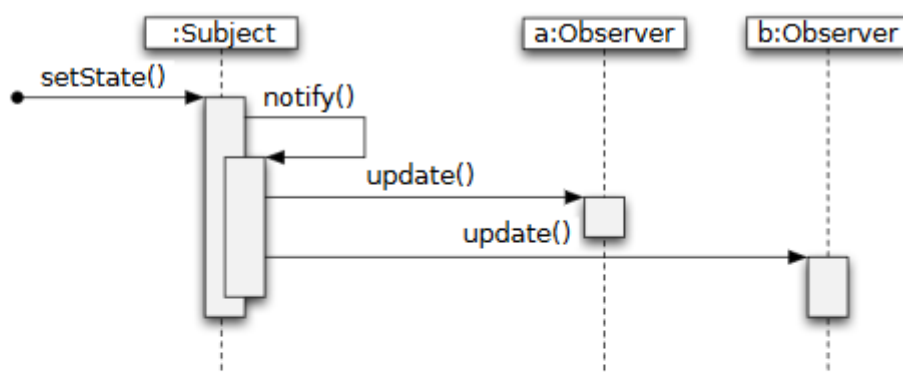 :Subject
a:Observer
b:Observer
setState()
notify()
update()
update()